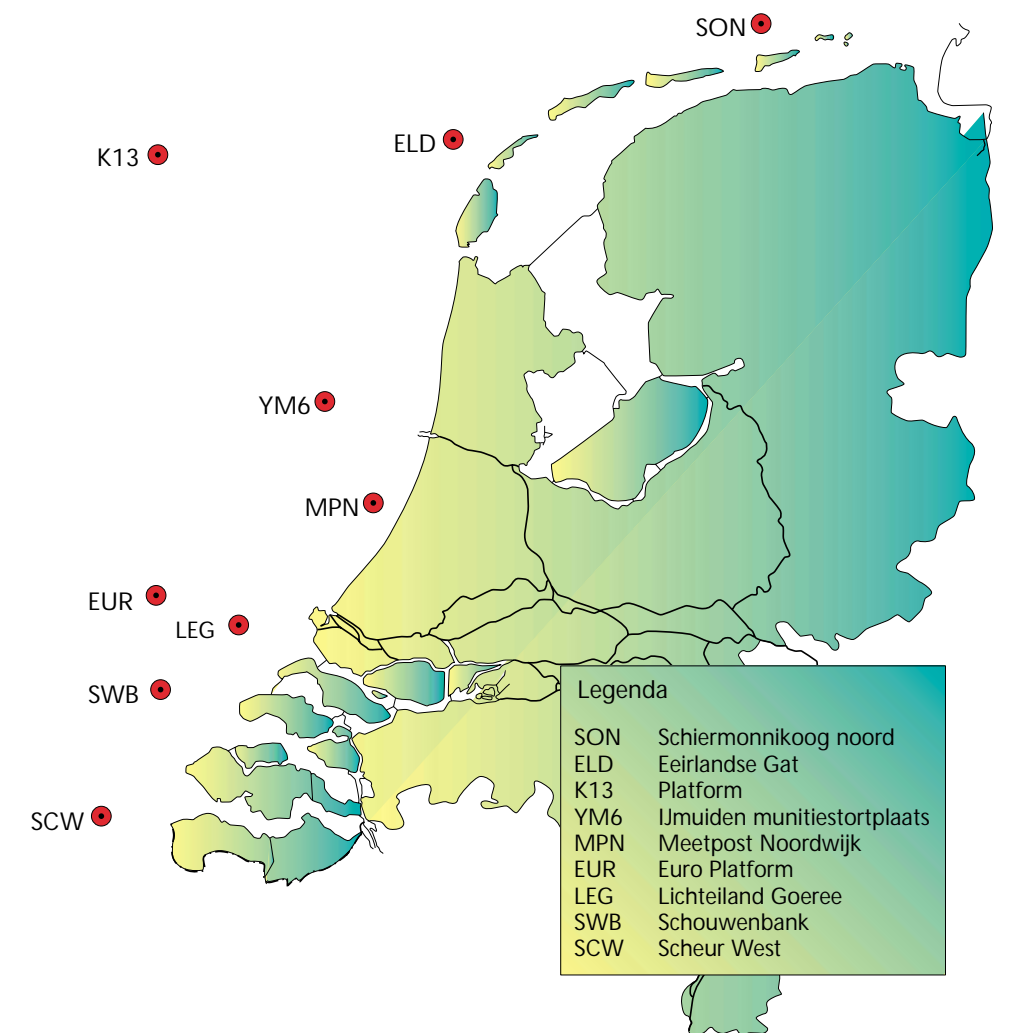 SON
ELD
K13
YM6
MPN
EUR
LEG
SWB
SCW
Legenda
SON Schiermonnikoog noord
ELD Eeirlandse Gat
K13 Platform
YM6 IJmuiden munitiestortplaats
MPN Meetpost Noordwijk
EUR Euro Platform
LEG Lichteiland Goeree
SWB Schouwenbank
SCW Scheur West